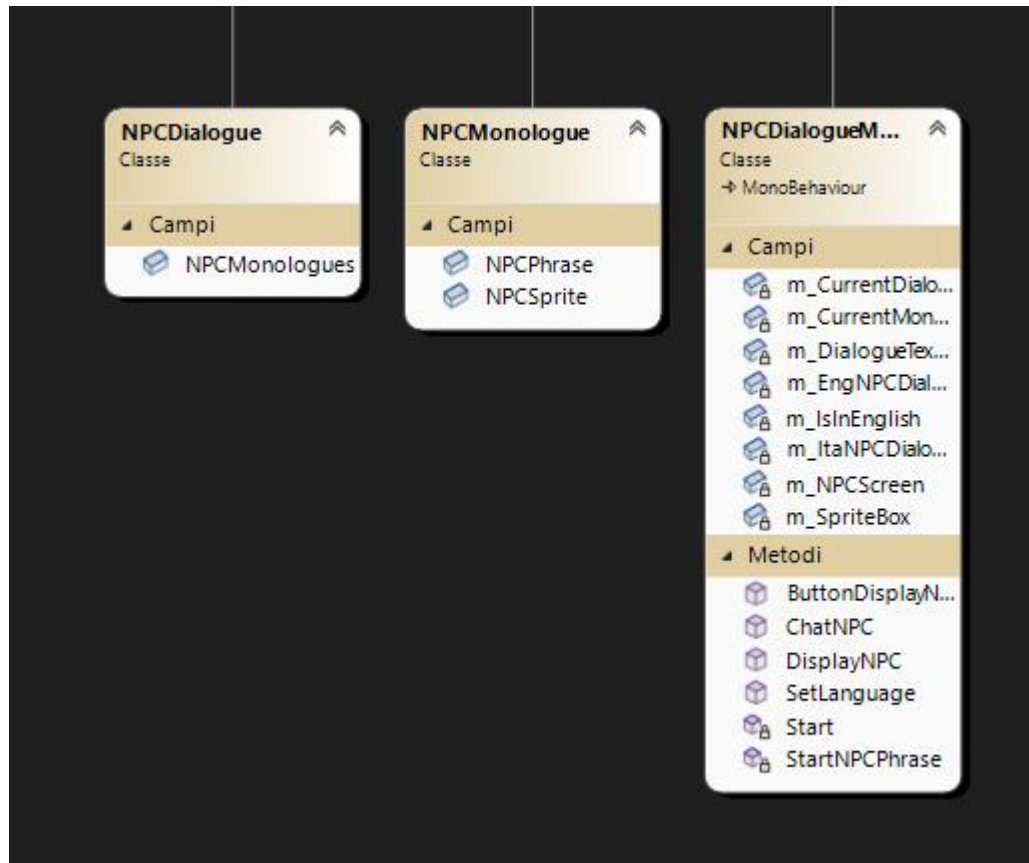 NPCDialogue
Classe
Campi
NPCMonologues
NPCMonologue
Classe
Campi
NPCPhrase
NPCSprite
NPCDialogueM...
Classe
MonoBehaviour
Campi
m_CurrentDialo...
m_CurrentMon...
m_DialogueTex...
m_EngNPCDial...
m_IsInEnglish
m_ItaNPCDialo...
m_NPCScreen
m_SpriteBox
Metodi
ButtonDisplayN...
ChatNPC
DisplayNPC
SetLanguage
Start
StartNPCPhrase